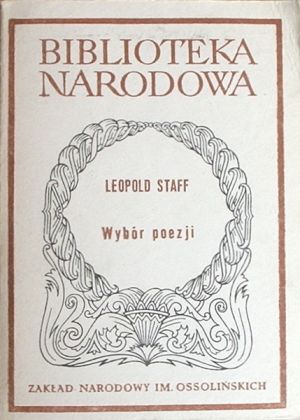 BIBLIOTEKA
NARODOWA
LEOPOLD STAFF
Wybór poezji
ZAKŁAD NARODOWY IM. OSSOLIŃSKICH